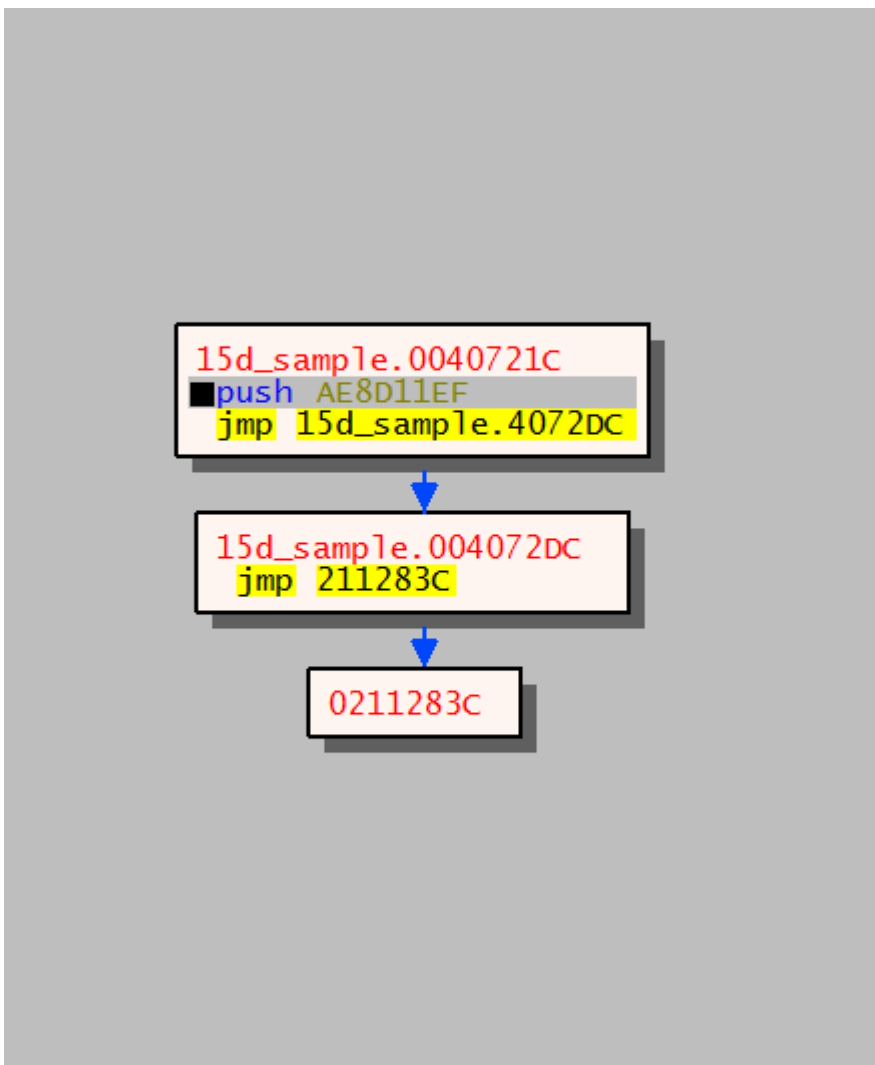 15d_sample.0040721C
push AE8D11EF
jmp 15d_sample.4072DC
15d_sample.004072DC
jmp 211283C
0211283C